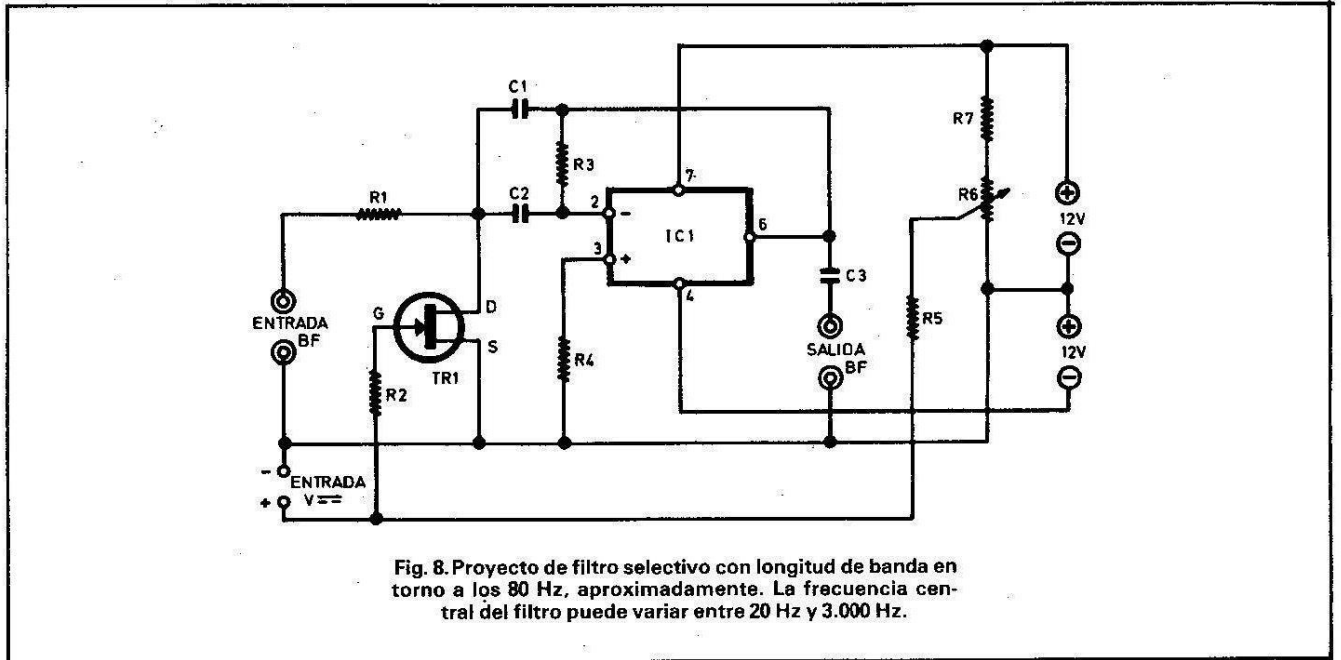 C1
R7
R3
7
R1
C2
2
-
R6
+
12V
-
IC1
6
3
+
C3
4
G
D
ENTRADA
BF
S
R4
SALIDA
BF
R5
+
12V
-
TR1
R2
-
ENTRADA
+
V
Fig. 8. Proyecto de filtro selectivo con longitud de banda en
torno a los 80 Hz, aproximadamente. La frecuencia cen-
tral del filtro puede variar entre 20 Hz y 3.000 Hz.